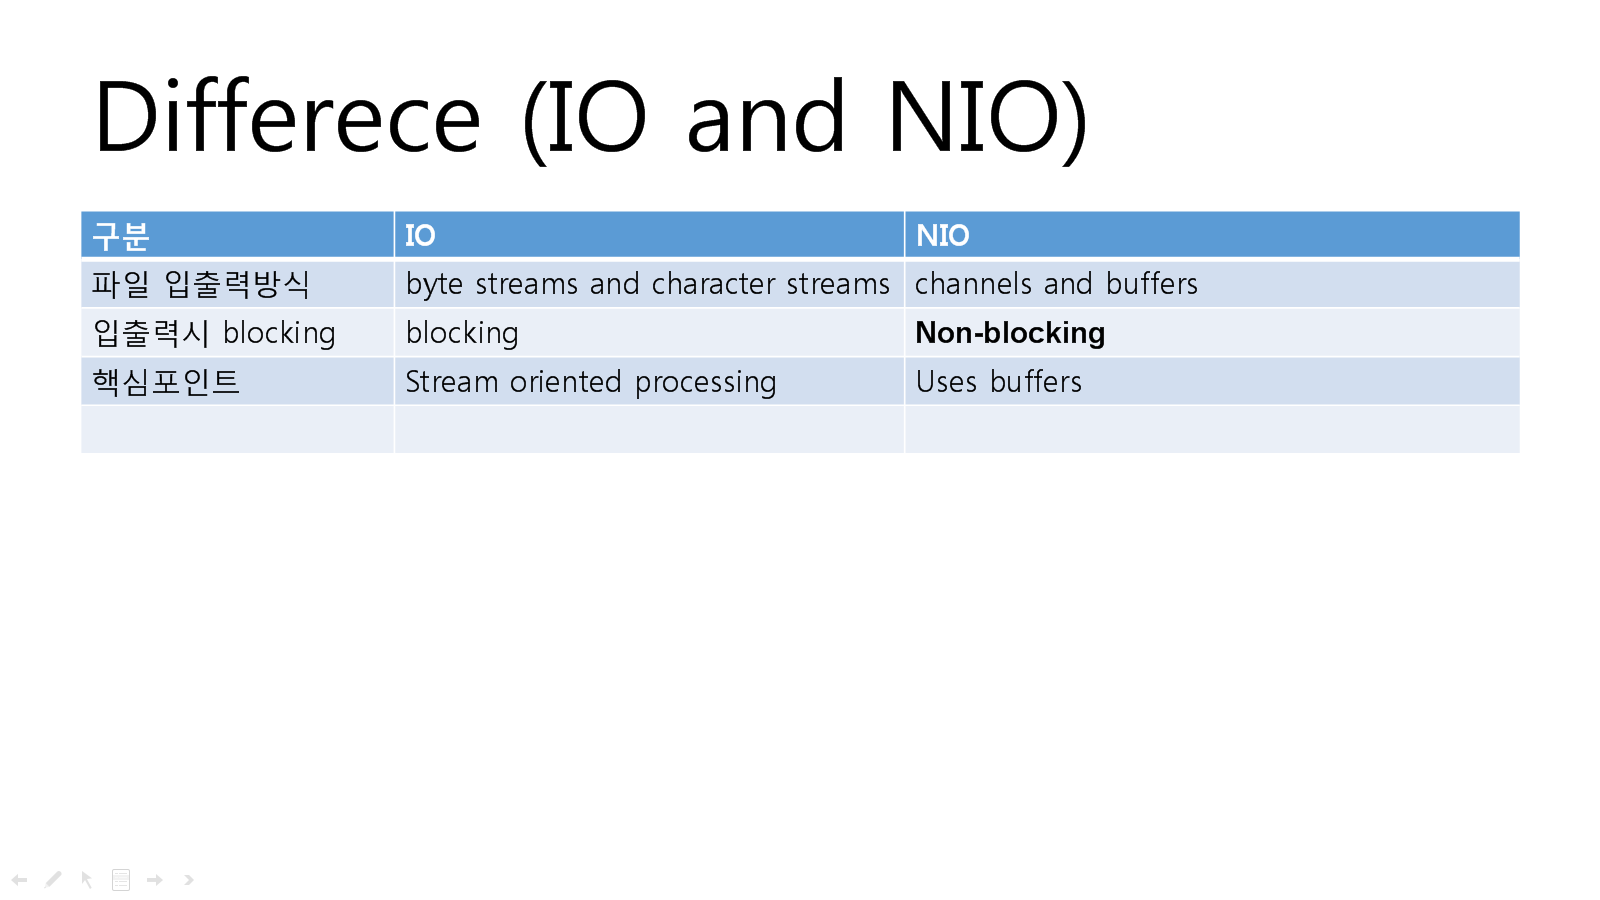 Differece (IO and NIO)
구분 IO NIO
파일 입출력방식 byte streams and character streams channels and buffers
입출력시 blocking blocking Non-blocking
핵심포인트 Stream oriented processing Uses buffers